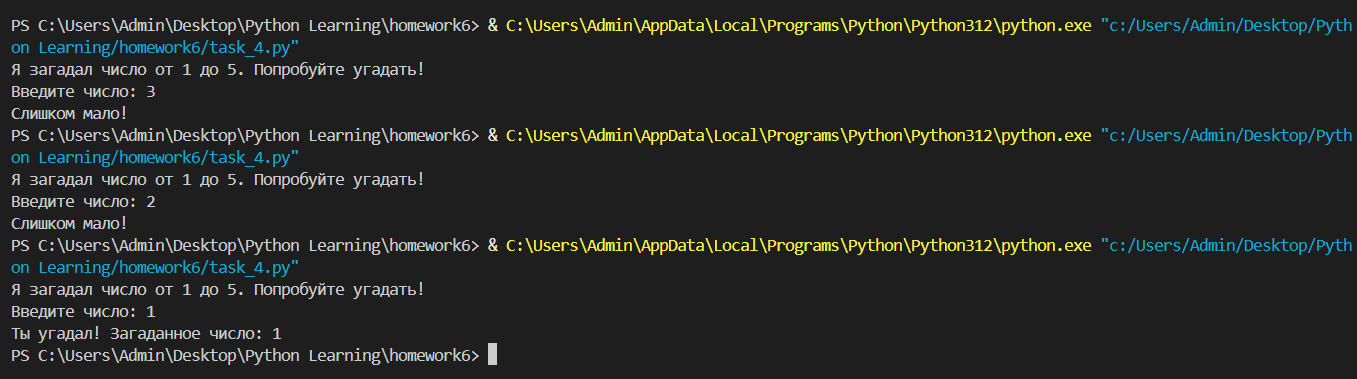 PS C:\Users\Admin\Desktop\Python Learning\homework6> & C:\Users\Admin\AppData\Local\Programs\Python\Python312\python.exe "c:/Users/Admin/Desktop/Pyth
on Learning/homework6/task_4.py"
Я загадал число от 1 до 5. Попробуйте угадать!
Введите число: 3
Слишком мало!
PS C:\Users\Admin\Desktop\Python Learning\homework6> & C:\Users\Admin\AppData\Local\Programs\Python\Python312\python.exe "c:/Users/Admin/Desktop/Pyth
on Learning/homework6/task_4.py"
Я загадал число от 1 до 5. Попробуйте угадать!
Введите число: 2
Слишком мало!
PS C:\Users\Admin\Desktop\Python Learning\homework6> & C:\Users\Admin\AppData\Local\Programs\Python\Python312\python.exe "c:/Users/Admin/Desktop/Pyth
on Learning/homework6/task_4.py"
Я загадал число от 1 до 5. Попробуйте угадать!
Введите число: 1
Ты угадал! Загаданное число: 1
PS C:\Users\Admin\Desktop\Python Learning\homework6>